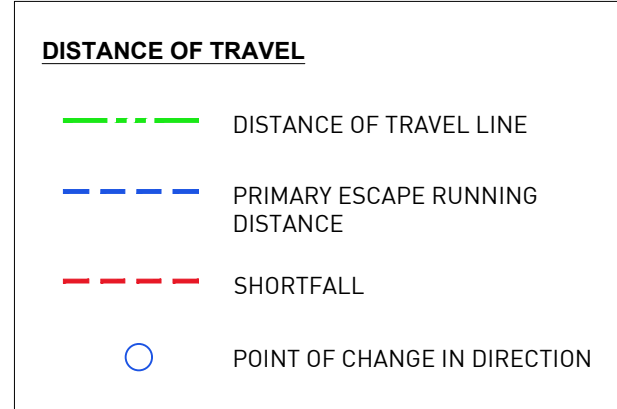 DISTANCE OF TRAVEL
DISTANCE OF TRAVEL LINE
PRIMARY ESCAPE RUNNING
DISTANCE
SHORTFALL
POINT OF CHANGE IN DIRECTION